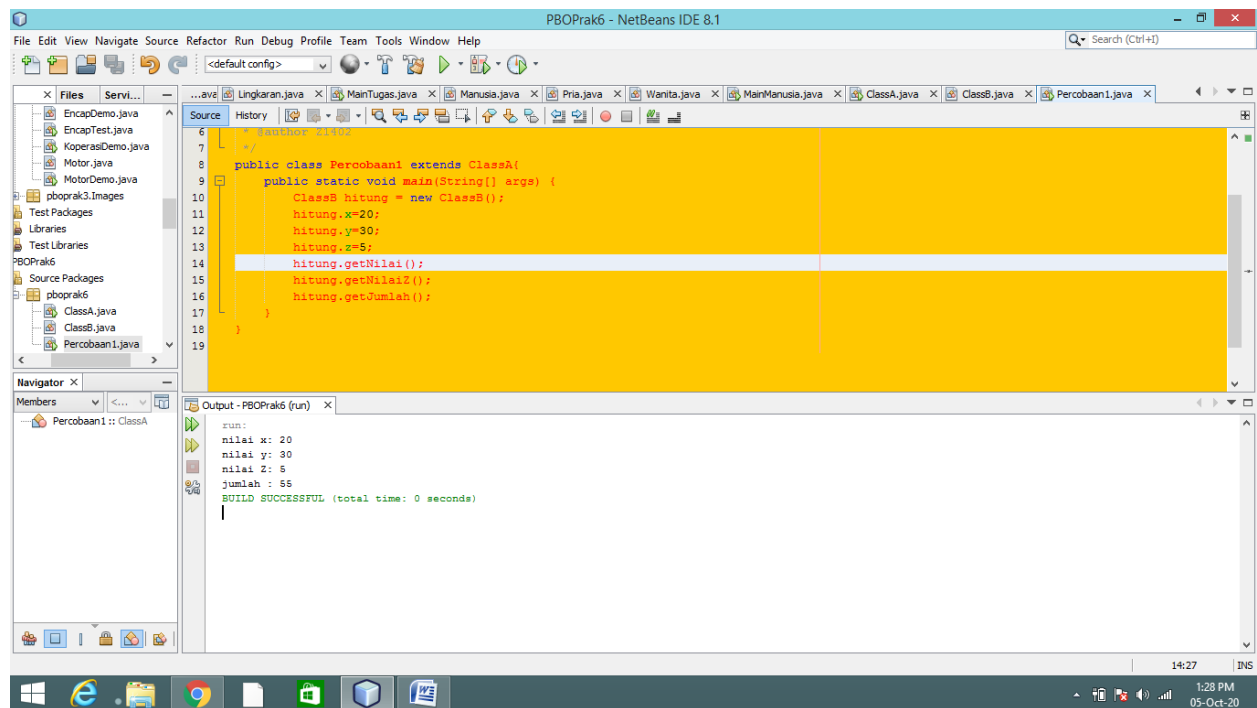 PBOPrak6 - NetBeans IDE 8.1
File Edit View Navigate Source Refactor Run Debug Profile Team Tools Window Help
Search (Ctrl+I)
<default config>
Files Servi...
...ava Lingkaran.java MainTugas.java Manusia.java Pria.java Wanita.java MainManusia.java ClassA.java ClassB.java Percobaan1.java
EncapDemo.java
EncapTest.java
KoperasiDemo.java
Motor.java
MotorDemo.java
pboprak3.Images
Test Packages
Libraries
Test Libraries
PBOPrak6
Source Packages
pboprak6
ClassA.java
ClassB.java
Percobaan1.java
Source History
6 * @author Z1402
7 */
8 public class Percobaan1 extends ClassA{
9 public static void main(String[] args) {
10 ClassB hitung = new ClassB();
11 hitung.x=20;
12 hitung.y=30;
13 hitung.z=5;
14 hitung.getNilai();
15 hitung.getNilaiZ();
16 hitung.getJumlah();
17 }
18 }
19
Navigator
Members <...
Percobaan1 :: ClassA
Output - PBOPrak6 (run)
run:
nilai x: 20
nilai y: 30
nilai Z: 5
jumlah : 55
BUILD SUCCESSFUL (total time: 0 seconds)
14:27 INS
1:28 PM
05-Oct-20